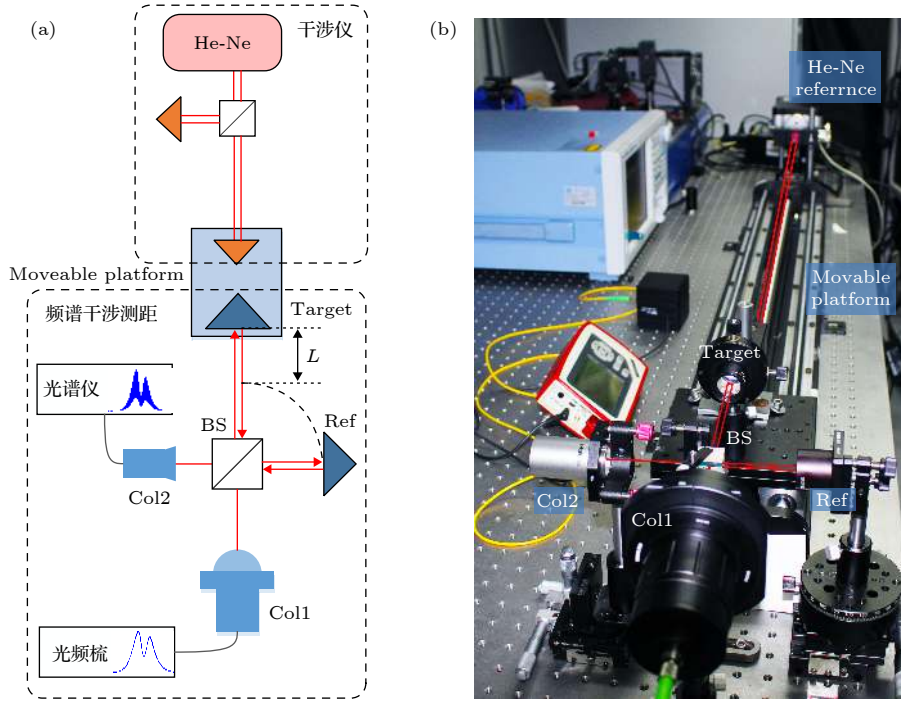 (a)
He-Ne
干涉仪
Moveable platform
频谱干涉测距
Target
L
光谱仪
BS
Ref
Col2
Col1
光频梳
(b)
He-Ne
referrnce
Movable
platform
Target
BS
Col2
Col1
Ref